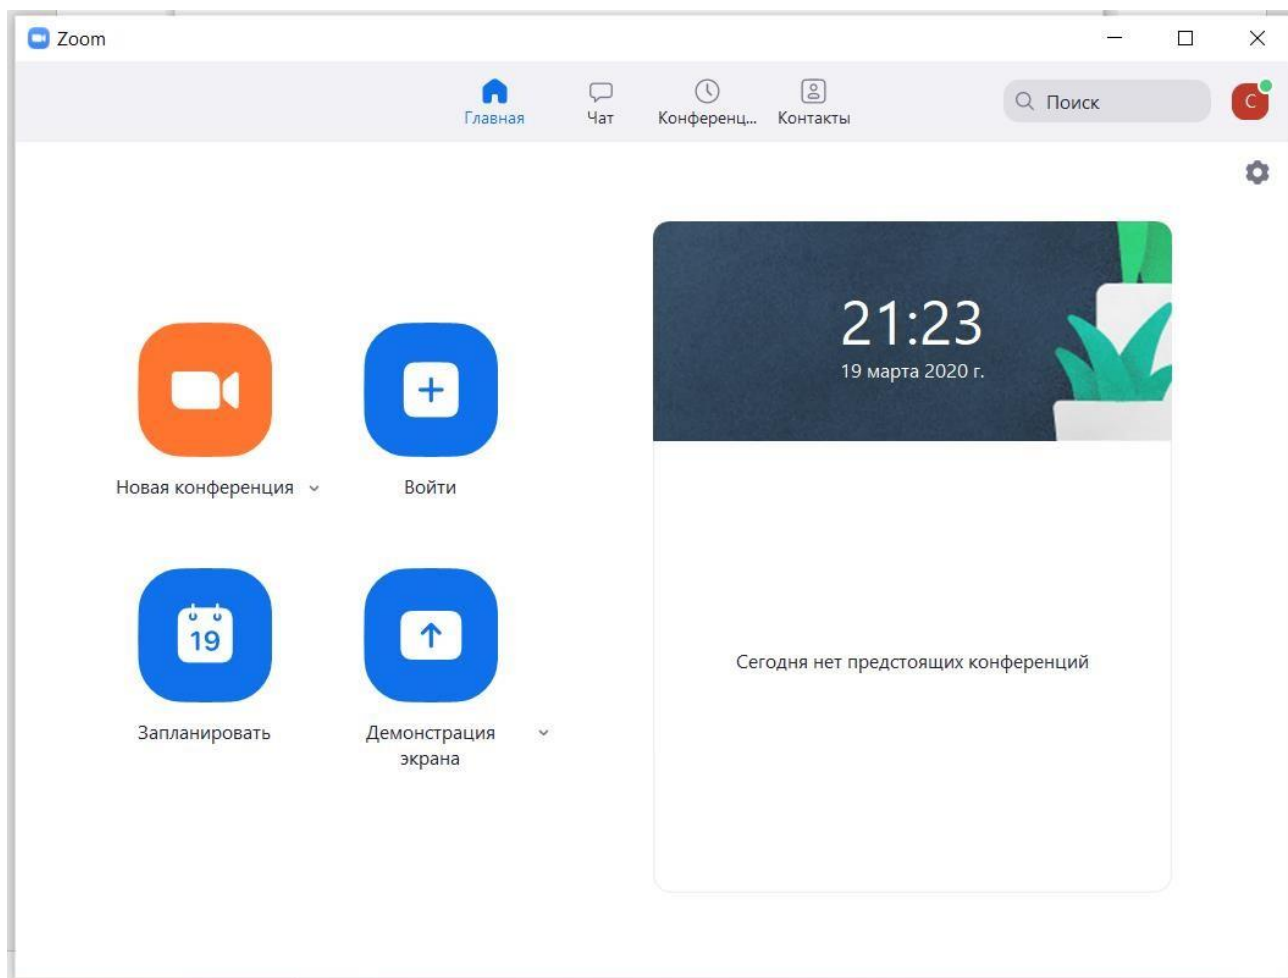 Zoom
Главная
Чат
Конференц...
Контакты
Поиск
С
21:23
19 марта 2020 г.
Новая конференция
Войти
19
Запланировать
Демонстрация
экрана
Сегодня нет предстоящих конференций